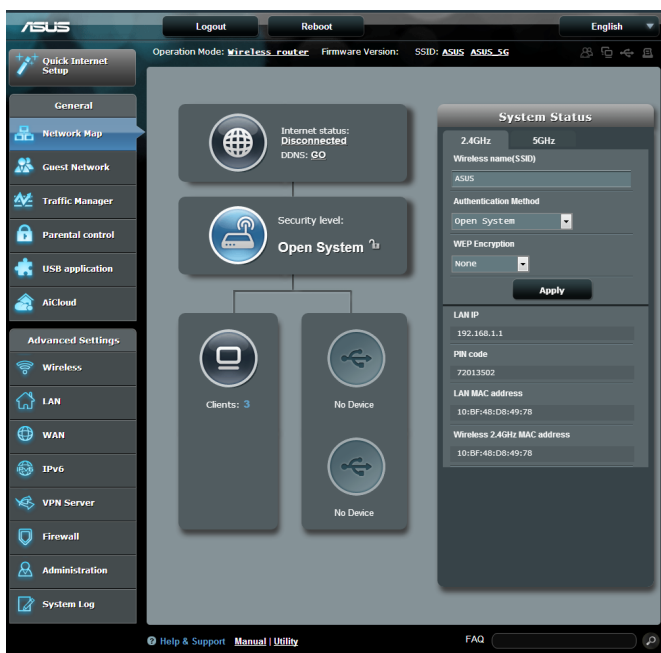 ASUS
Logout
Reboot
English
Quick Internet
Setup
Operation Mode: Wireless router Firmware Version: SSID: ASUS ASUS_5G
General
Network Map
Guest Network
Traffic Manager
Parental control
USB application
AiCloud
Advanced Settings
Wireless
LAN
WAN
IPv6
VPN Server
Firewall
Administration
System Log
Internet status:
Disconnected
DDNS: GO
Security level:
Open System
Clients: 3
No Device
No Device
System Status
2.4GHz
5GHz
Wireless name(SSID)
ASUS
Authentication Method
Open System
WEP Encryption
None
Apply
LAN IP
192.168.1.1
PIN code
72013502
LAN MAC address
10:BF:48:D8:49:78
Wireless 2.4GHz MAC address
10:BF:48:D8:49:78
Help & Support Manual | Utility
FAQ